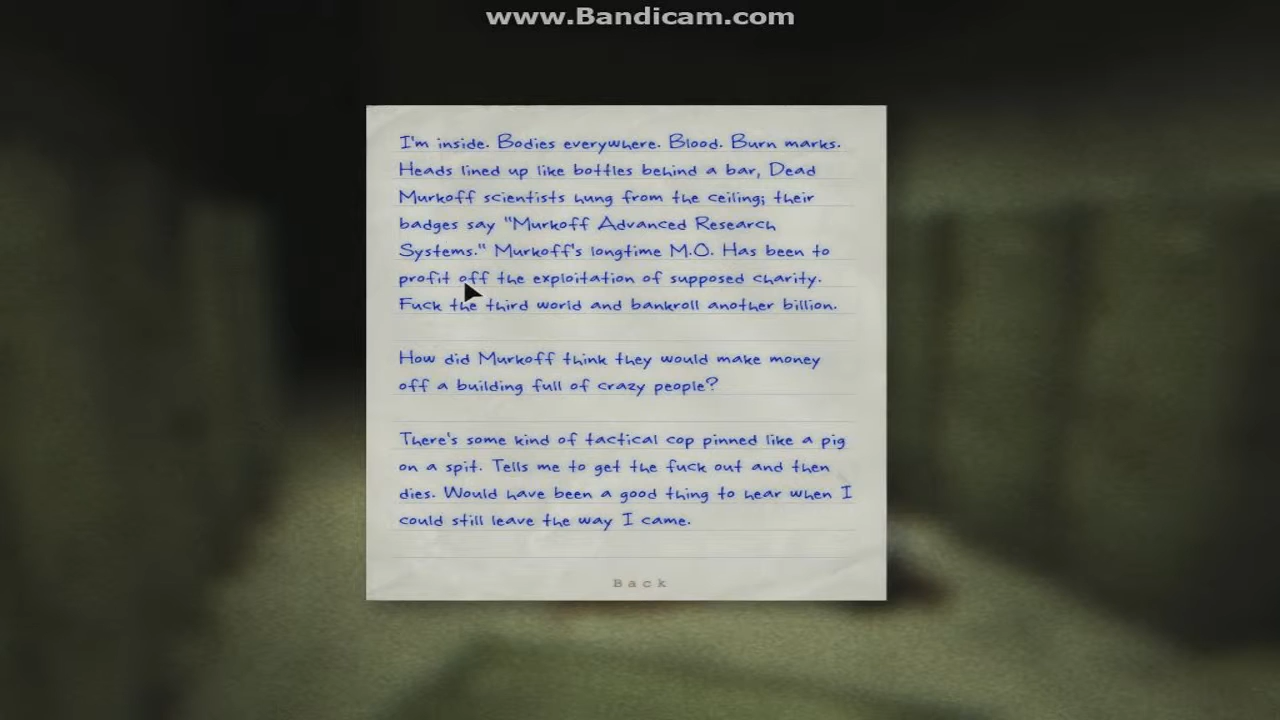 www.Bandicam.com
I'm inside. Bodies everywhere. Blood. Burn marks.
Heads lined up like bottles behind a bar, Dead
Murkoff scientists hung from the ceiling; their
badges say "Murkoff Advanced Research
Systems." Murkoff's longtime M.O. Has been to
profit off the exploitation of supposed charity.
Fuck the third world and bankroll another billion.
How did Murkoff think they would make money
off a building full of crazy people?
There's some kind of tactical cop pinned like a pig
on a spit. Tells me to get the fuck out and then
dies. Would have been a good thing to hear when I
could still leave the way I came.
Back